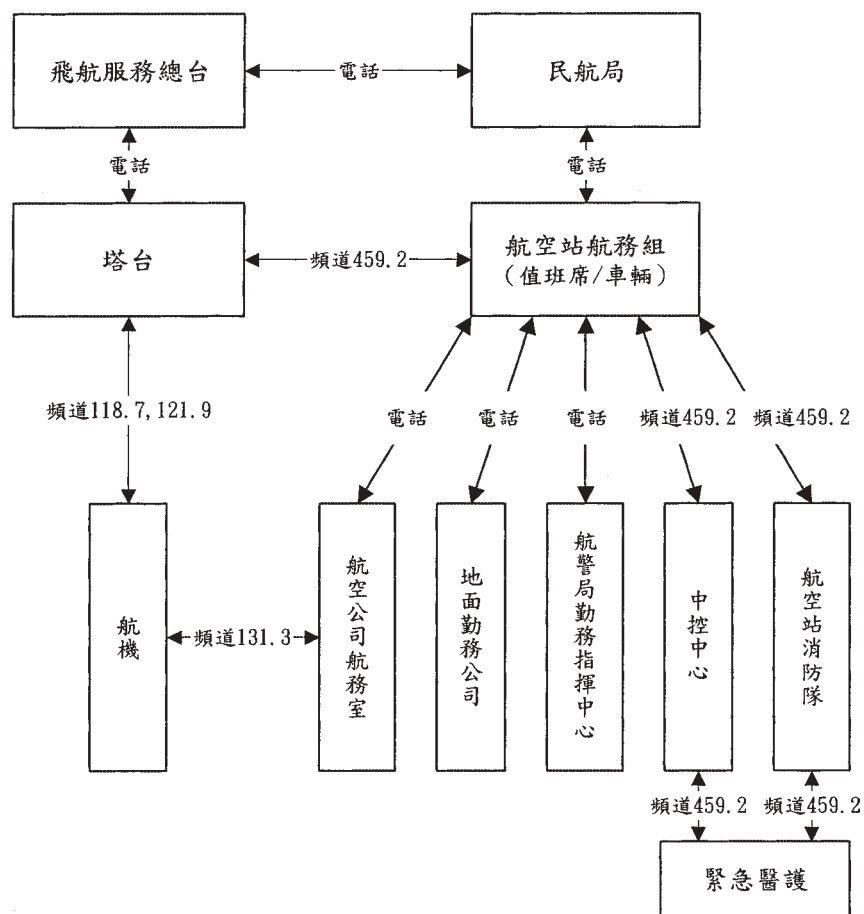 飛航服務總台
電話
民航局
電話
電話
塔台
頻道459.2
航空站航務組
(值班席/車輛)
頻道118.7,121.9
電話
電話
電話
頻道459.2
頻道459.2
航機
頻道131.3
航空公司航務室
地面勤務公司
航警局勤務指揮中心
中控中心
航空站消防隊
頻道459.2
頻道459.2
緊急醫護